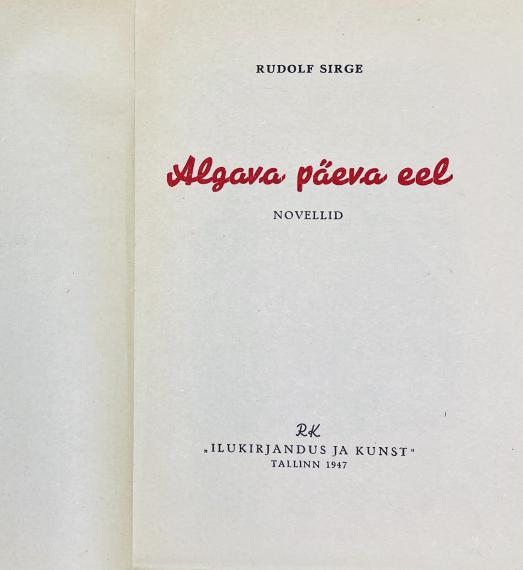 RUDOLF SIRGE
Algava päeva eel
NOVELLID
RK
„ILUKIRJANDUS JA KUNST"
TALLINN 1947